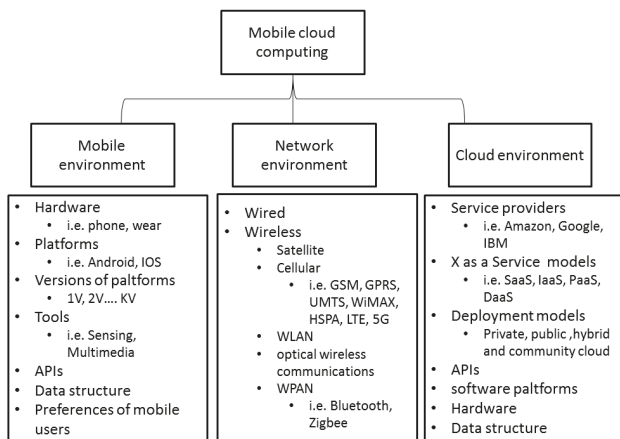 Mobile cloud
computing
Mobile
environment
Network
environment
Cloud environment
• Hardware
• i.e. phone, wear
• Platforms
• i.e. Android, IOS
• Versions of paltforms
• 1V, 2V.... KV
• Tools
• i.e. Sensing,
Multimedia
• APIs
• Data structure
• Preferences of mobile
users
• Wired
• Wireless
• Satellite
• Cellular
• i.e. GSM, GPRS,
UMTS, WiMAX,
HSPA, LTE, 5G
• WLAN
• optical wireless
communications
• WPAN
• i.e. Bluetooth,
Zigbee
• Service providers
• i.e. Amazon, Google,
IBM
• X as a Service models
• i.e. SaaS, IaaS, PaaS,
DaaS
• Deployment models
• Private, public ,hybrid
and community cloud
• APIs
• software paltforms
• Hardware
• Data structure